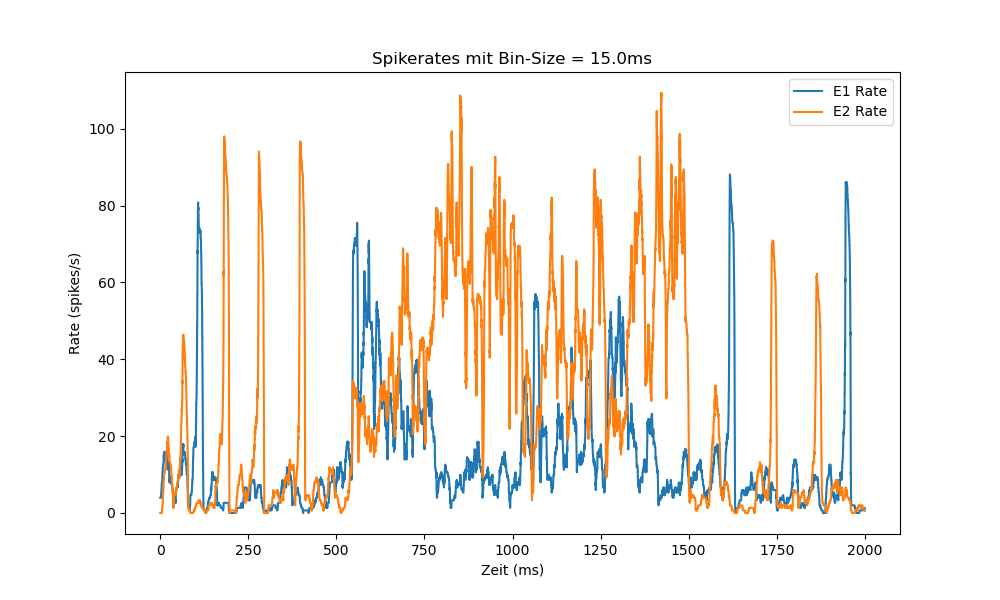 Spikerates mit Bin-Size = 15.0ms
E1 Rate
E2 Rate
Rate (spikes/s)
100
80
60
40
20
0
0 250 500 750 1000 1250 1500 1750 2000
Zeit (ms)